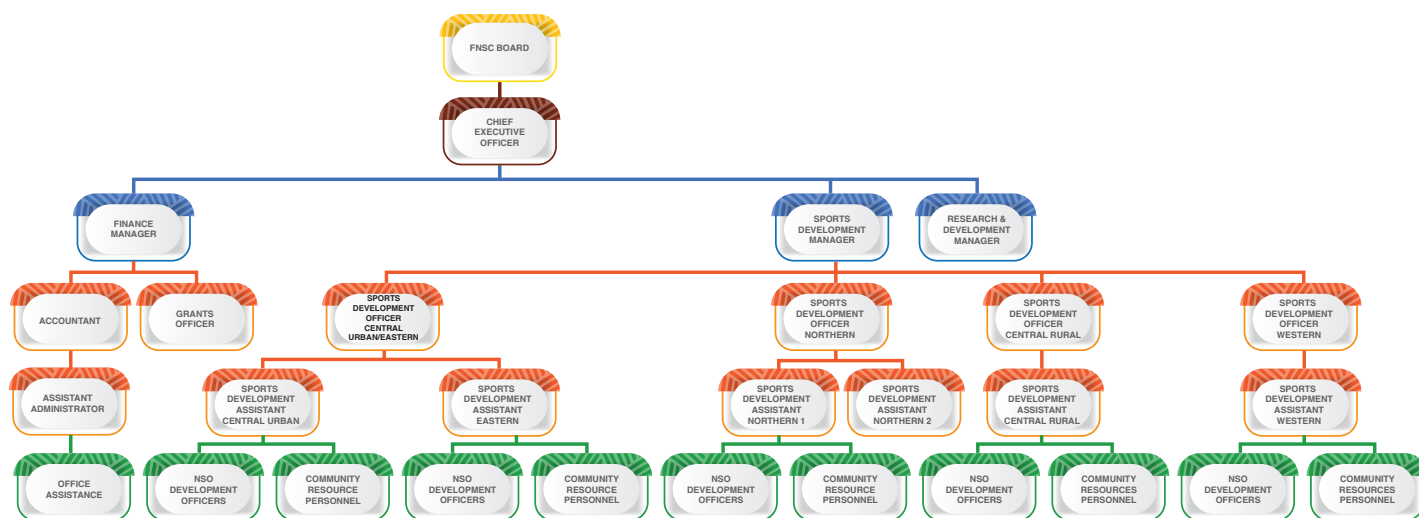 FNSC BOARD
CHIEF
EXECUTIVE
OFFICER
FINANCE
MANAGER
SPORTS
DEVELOPMENT
MANAGER
RESEARCH &
DEVELOPMENT
MANAGER
ACCOUNTANT
GRANTS
OFFICER
SPORTS
DEVELOPMENT
OFFICER
CENTRAL
URBAN/EASTERN
SPORTS
DEVELOPMENT
OFFICER
NORTHERN
SPORTS
DEVELOPMENT
OFFICER
CENTRAL RURAL
SPORTS
DEVELOPMENT
OFFICER
WESTERN
ASSISTANT
ADMINISTRATOR
SPORTS
DEVELOPMENT
ASSISTANT
CENTRAL URBAN
SPORTS
DEVELOPMENT
ASSISTANT
EASTERN
SPORTS
DEVELOPMENT
ASSISTANT
NORTHERN 1
SPORTS
DEVELOPMENT
ASSISTANT
NORTHERN 2
SPORTS
DEVELOPMENT
ASSISTANT
CENTRAL RURAL
SPORTS
DEVELOPMENT
ASSISTANT
WESTERN
OFFICE
ASSISTANCE
NSO
DEVELOPMENT
OFFICERS
COMMUNITY
RESOURCE
PERSONNEL
NSO
DEVELOPMENT
OFFICERS
COMMUNITY
RESOURCE
PERSONNEL
NSO
DEVELOPMENT
OFFICERS
COMMUNITY
RESOURCE
PERSONNEL
NSO
DEVELOPMENT
OFFICERS
COMMUNITY
RESOURCES
PERSONNEL
NSO
DEVELOPMENT
OFFICERS
COMMUNITY
RESOURCES
PERSONNEL